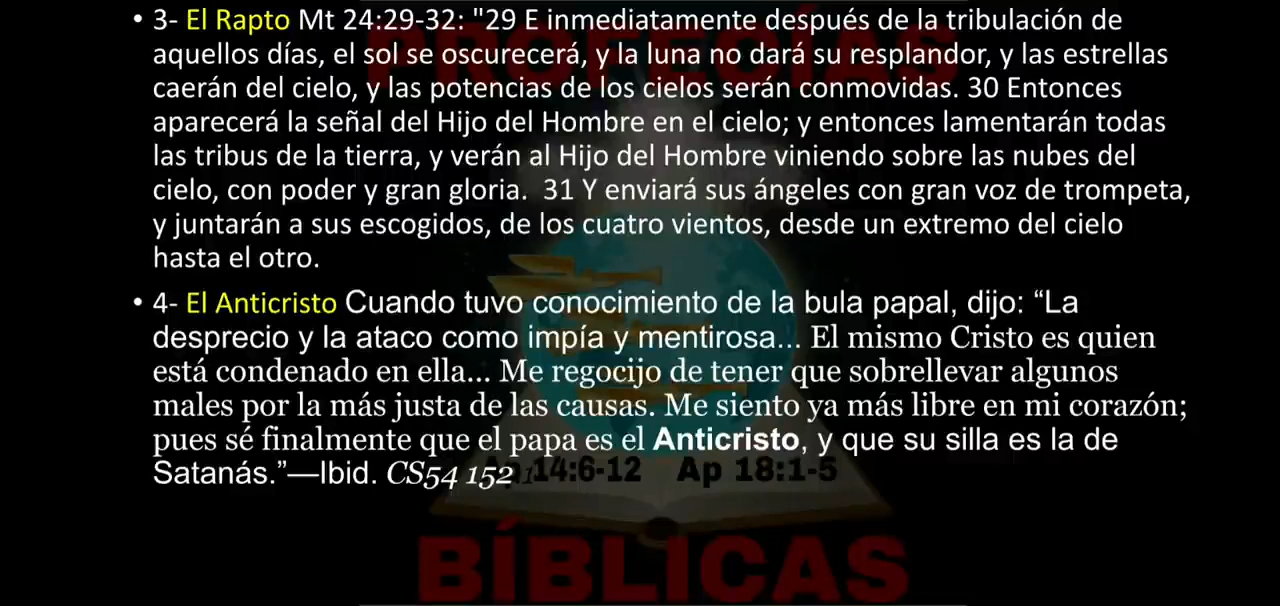 • 3- El Rapto Mt 24:29-32: "29 E inmediatamente después de la tribulación de
aquellos días, el sol se oscurecerá, y la luna no dará su resplandor, y las estrellas
caerán del cielo, y las potencias de los cielos serán conmovidas. 30 Entonces
aparecerá la señal del Hijo del Hombre en el cielo; y entonces lamentarán todas
las tribus de la tierra, y verán al Hijo del Hombre viniendo sobre las nubes del
cielo, con poder y gran gloria.  31 Y enviará sus ángeles con gran voz de trompeta,
y juntarán a sus escogidos, de los cuatro vientos, desde un extremo del cielo
hasta el otro.
• 4- El Anticristo Cuando tuvo conocimiento de la bula papal, dijo: “La
desprecio y la ataco como impía y mentirosa... El mismo Cristo es quien
está condenado en ella... Me regocijo de tener que sobrellevar algunos
males por la más justa de las causas. Me siento ya más libre en mi corazón;
pues sé finalmente que el papa es el Anticristo, y que su silla es la de
Satanás.”—Ibid. CS54 152
Ap 14:6-12 Ap 18:1-5
PROFECÍAS
BÍBLICAS